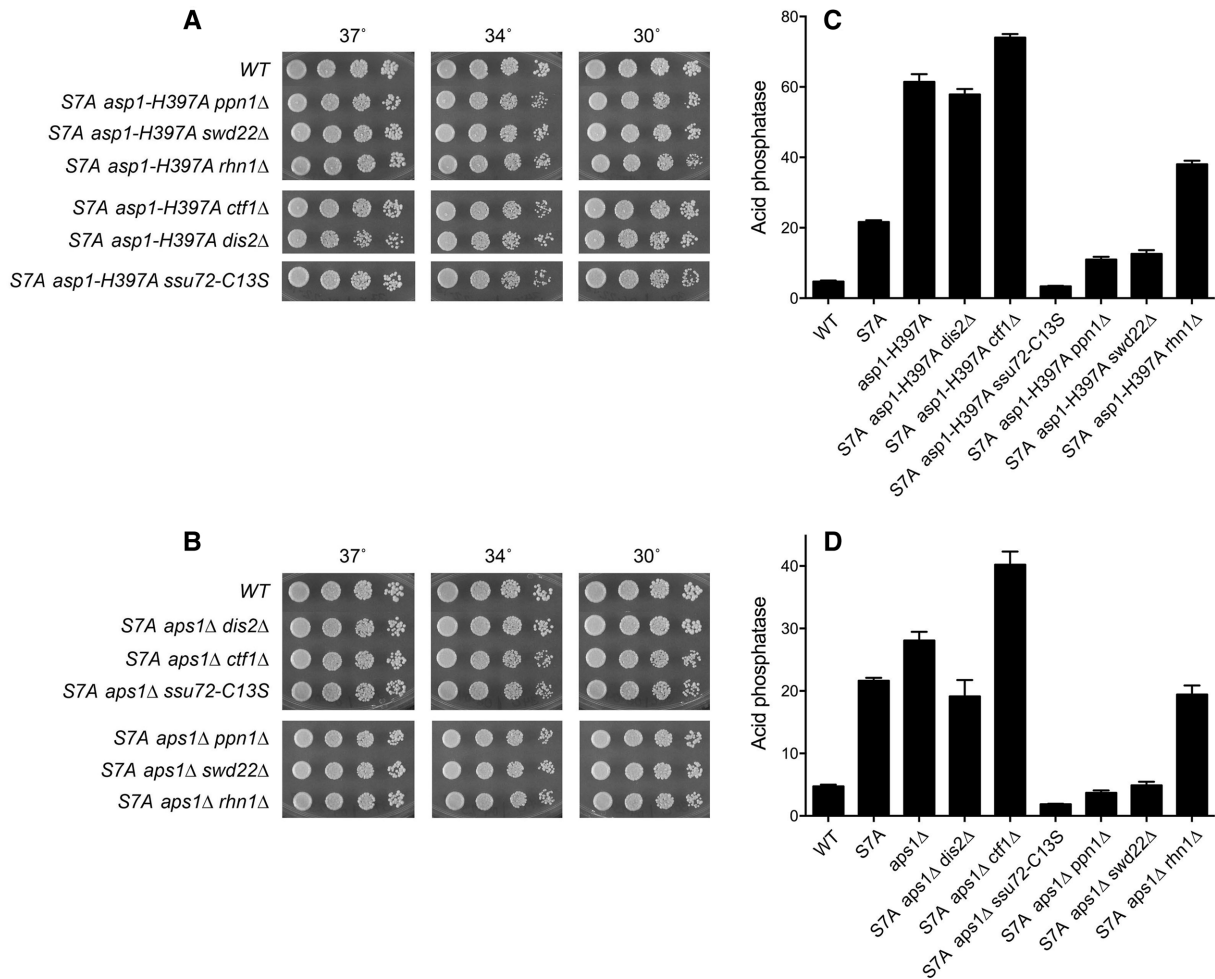 A
37˚ 34˚ 30˚
WT
S7A asp1-H397A ppn1Δ
S7A asp1-H397A swd22Δ
S7A asp1-H397A rhn1Δ
S7A asp1-H397A ctf1Δ
S7A asp1-H397A dis2Δ
S7A asp1-H397A ssu72-C13S
C
Acid phosphatase
80
60
40
20
0
WT
S7A
asp1-H397A
S7A asp1-H397A dis2Δ
S7A asp1-H397A ctf1Δ
S7A asp1-H397A ssu72-C13S
S7A asp1-H397A ppn1Δ
S7A asp1-H397A swd22Δ
S7A asp1-H397A rhn1Δ
B
37˚ 34˚ 30˚
WT
S7A aps1Δ dis2Δ
S7A aps1Δ ctf1Δ
S7A aps1Δ ssu72-C13S
S7A aps1Δ ppn1Δ
S7A aps1Δ swd22Δ
S7A aps1Δ rhn1Δ
D
Acid phosphatase
40
30
20
10
0
WT
S7A
aps1Δ
S7A aps1Δ dis2Δ
S7A aps1Δ ctf1Δ
S7A aps1Δ ssu72-C13S
S7A aps1Δ ppn1Δ
S7A aps1Δ swd22Δ
S7A aps1Δ rhn1Δ